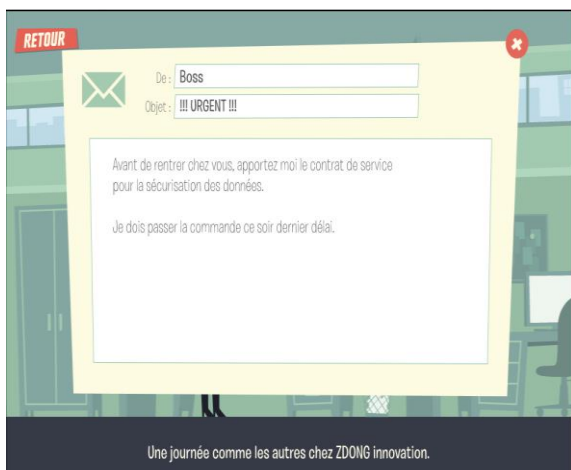 RETOUR
De : Boss
Objet : !!! URGENT !!!
Avant de rentrer chez vous, apportez moi le contrat de service
pour la sécurisation des données.
Je dois passer la commande ce soir dernier délai.
Une journée comme les autres chez ZDONG innovation.